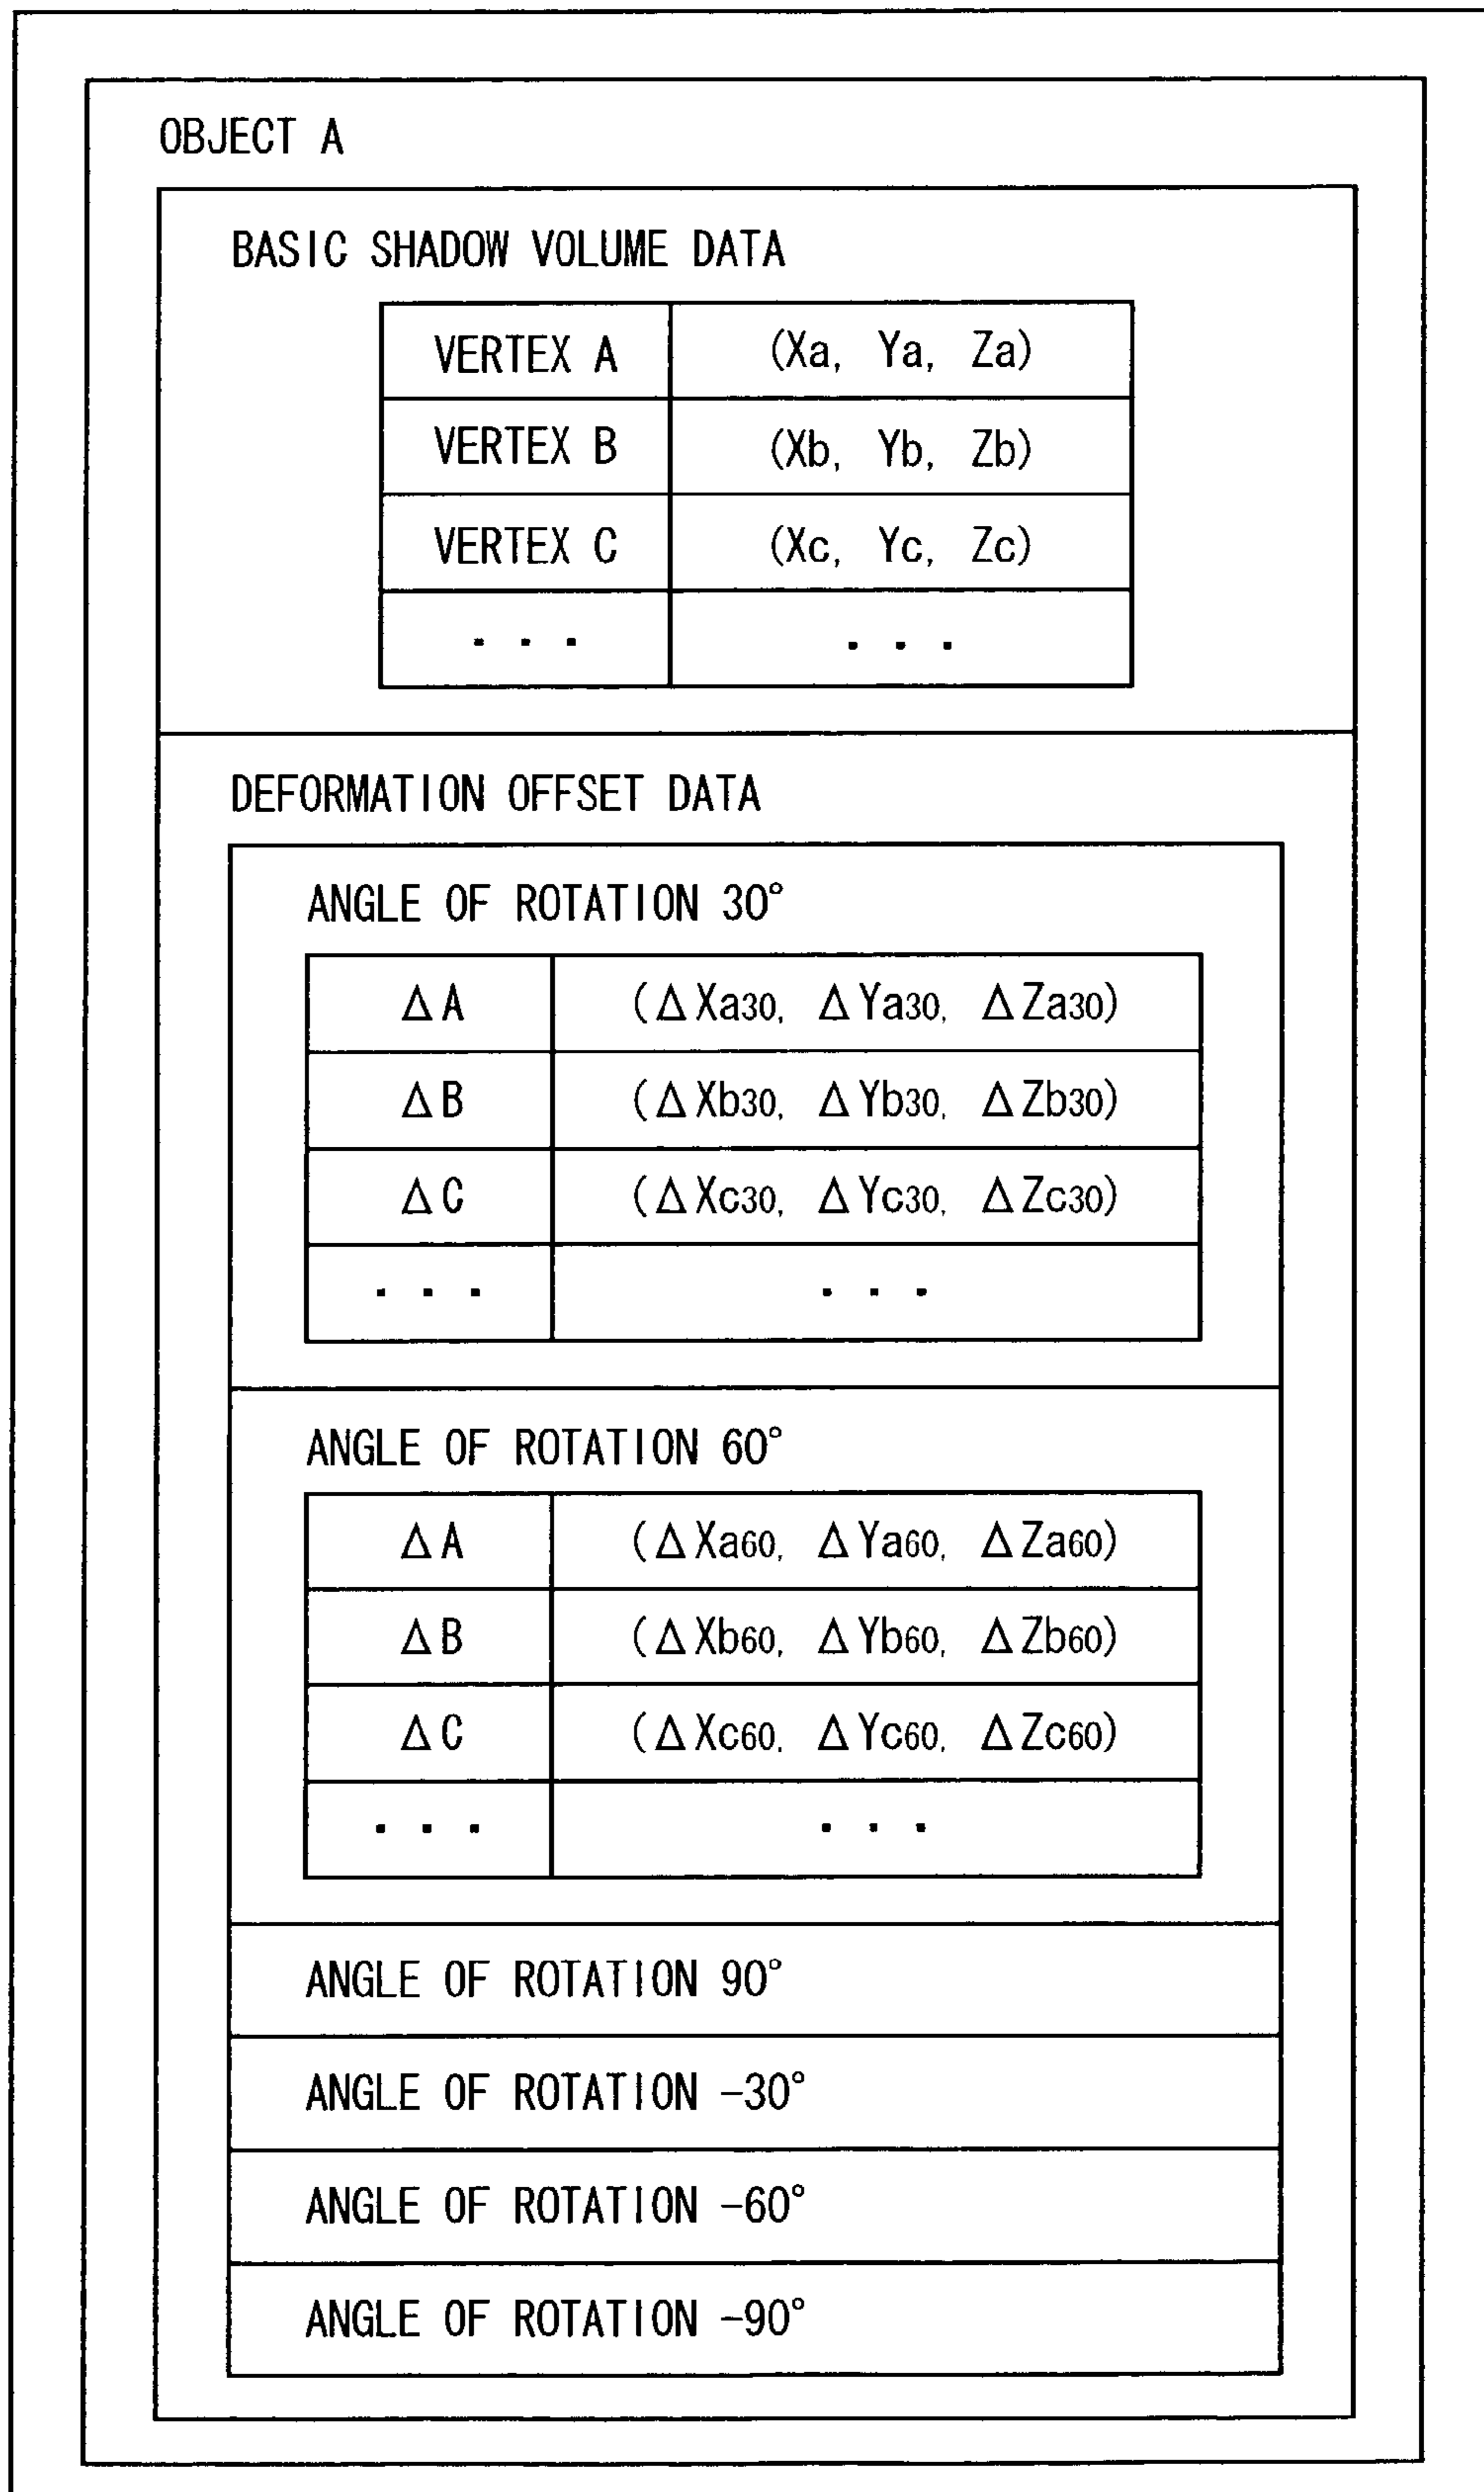 OBJECT A
BASIC SHADOW VOLUME DATA
VERTEX A (Xa, Ya, Za)
VERTEX B (Xb, Yb, Zb)
VERTEX C (Xc, Yc, Zc)
... ...
DEFORMATION OFFSET DATA
ANGLE OF ROTATION 30°
ΔA (ΔXa30, ΔYa30, ΔZa30)
ΔB (ΔXb30, ΔYb30, ΔZb30)
ΔC (ΔXc30, ΔYc30, ΔZc30)
... ...
ANGLE OF ROTATION 60°
ΔA (ΔXa60, ΔYa60, ΔZa60)
ΔB (ΔXb60, ΔYb60, ΔZb60)
ΔC (ΔXc60, ΔYc60, ΔZc60)
... ...
ANGLE OF ROTATION 90°
ANGLE OF ROTATION -30°
ANGLE OF ROTATION -60°
ANGLE OF ROTATION -90°